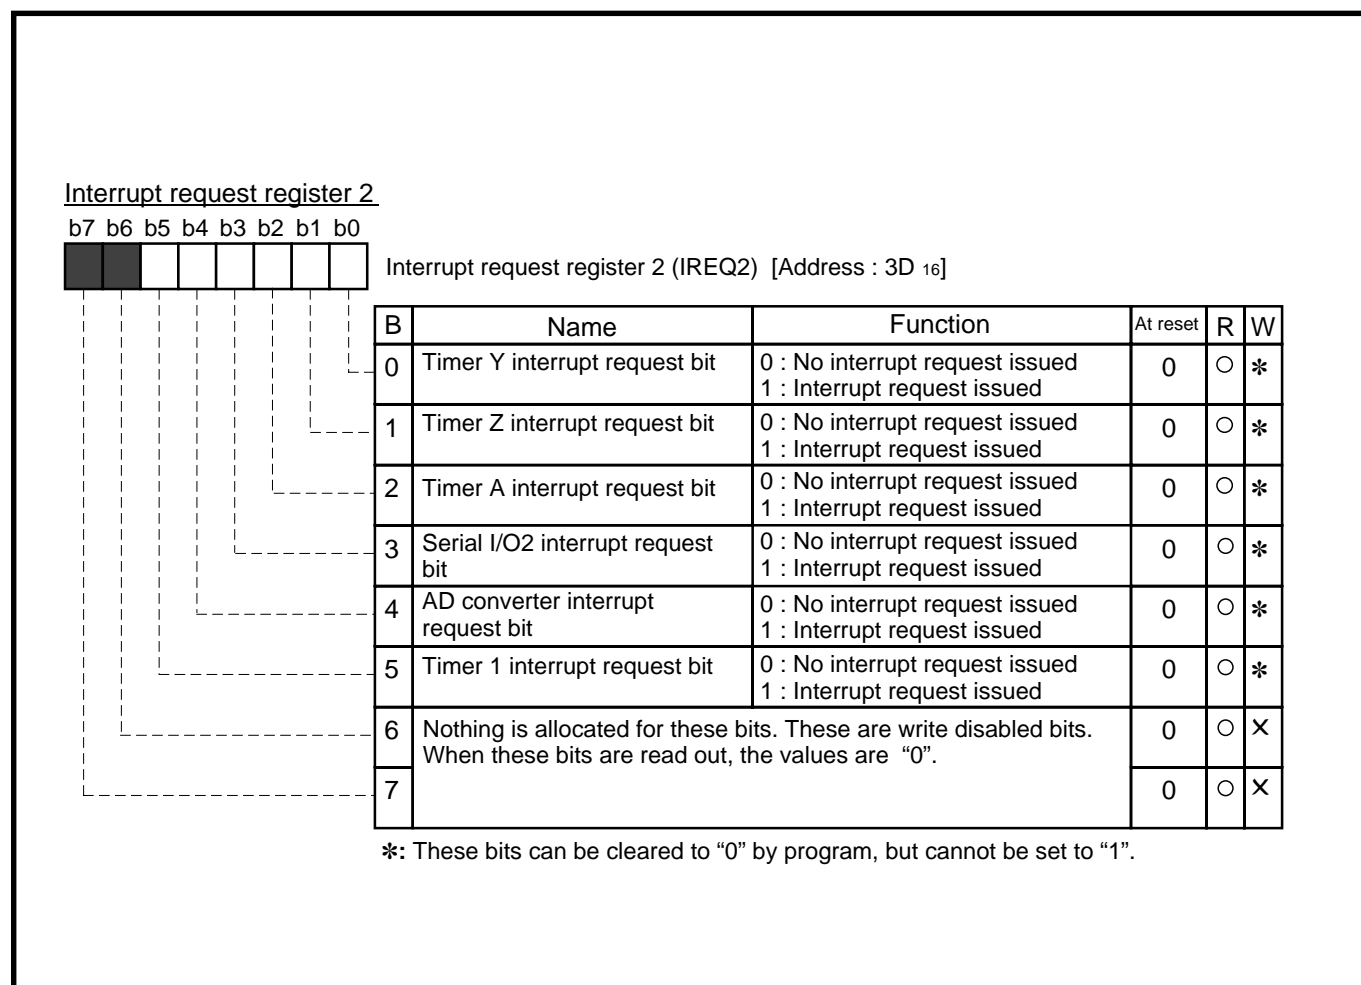 Interrupt request register 2
b7 b6 b5 b4 b3 b2 b1 b0
Interrupt request register 2 (IREQ2) [Address : 3D 16]
B Name Function At reset R W
0 Timer Y interrupt request bit 0 : No interrupt request issued 0 ○ ✻
1 : Interrupt request issued
1 Timer Z interrupt request bit 0 : No interrupt request issued 0 ○ ✻
1 : Interrupt request issued
2 Timer A interrupt request bit 0 : No interrupt request issued 0 ○ ✻
1 : Interrupt request issued
3 Serial I/O2 interrupt request 0 : No interrupt request issued 0 ○ ✻
bit 1 : Interrupt request issued
4 AD converter interrupt 0 : No interrupt request issued 0 ○ ✻
request bit 1 : Interrupt request issued
5 Timer 1 interrupt request bit 0 : No interrupt request issued 0 ○ ✻
1 : Interrupt request issued
6 Nothing is allocated for these bits. These are write disabled bits. 0 ○ ×
When these bits are read out, the values are “0”.
7 0 ○ ×
✻: These bits can be cleared to “0” by program, but cannot be set to “1”.